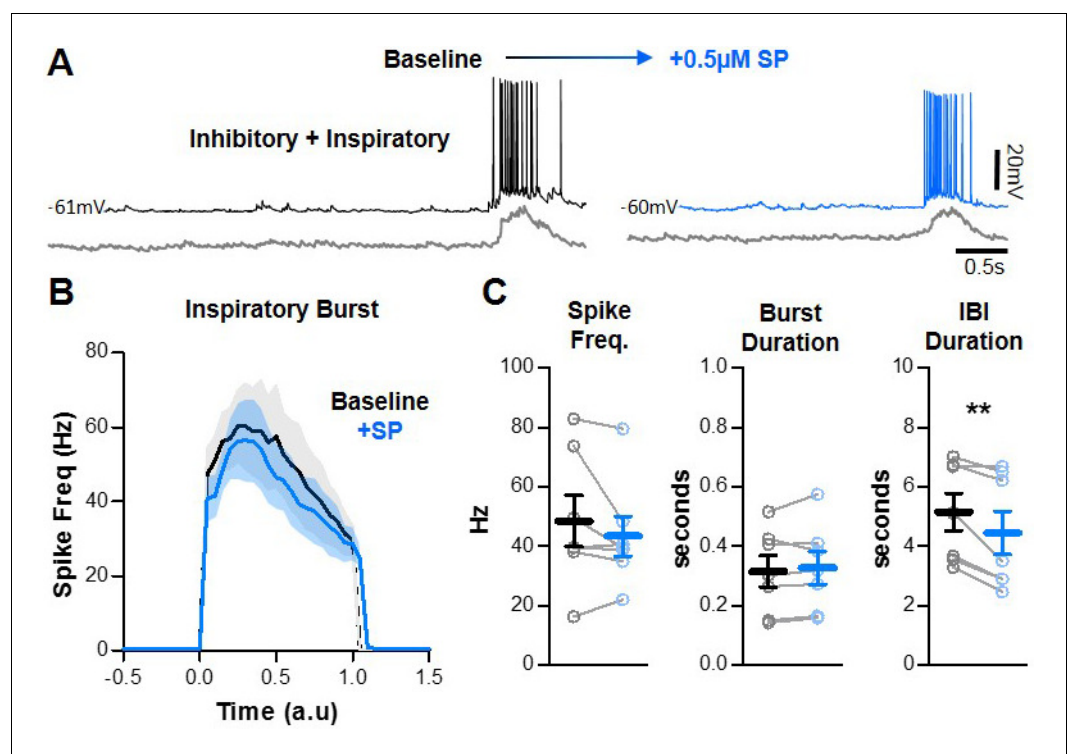 A
Baseline
+0.5µM SP
Inhibitory + Inspiratory
20mV
-61mV
-60mV
0.5s
B
Inspiratory Burst
80
60
40
20
0
Spike Freq (Hz)
Baseline
+SP
-0.5
0.0
0.5
1.0
1.5
Time (a.u)
C
Spike
Freq.
100
80
60
40
20
0
Hz
Burst
Duration
1.0
0.8
0.6
0.4
0.2
0.0
seconds
IBI
Duration
10
8
6
4
2
0
seconds
**